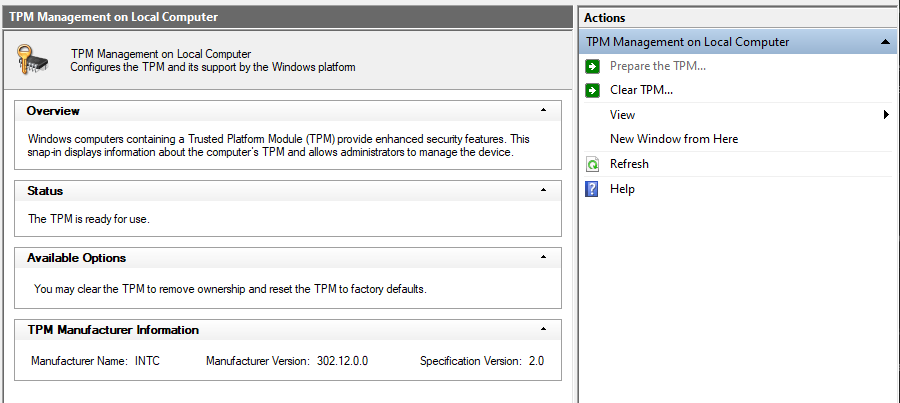 TPM Management on Local Computer
TPM Management on Local Computer
Configures the TPM and its support by the Windows platform
Overview
Windows computers containing a Trusted Platform Module (TPM) provide enhanced security features. This
snap-in displays information about the computer's TPM and allows administrators to manage the device.
Status
The TPM is ready for use.
Available Options
You may clear the TPM to remove ownership and reset the TPM to factory defaults.
TPM Manufacturer Information
Manufacturer Name: INTC Manufacturer Version: 302.12.0.0 Specification Version: 2.0
Actions
TPM Management on Local Computer
Prepare the TPM...
Clear TPM...
View
New Window from Here
Refresh
Help